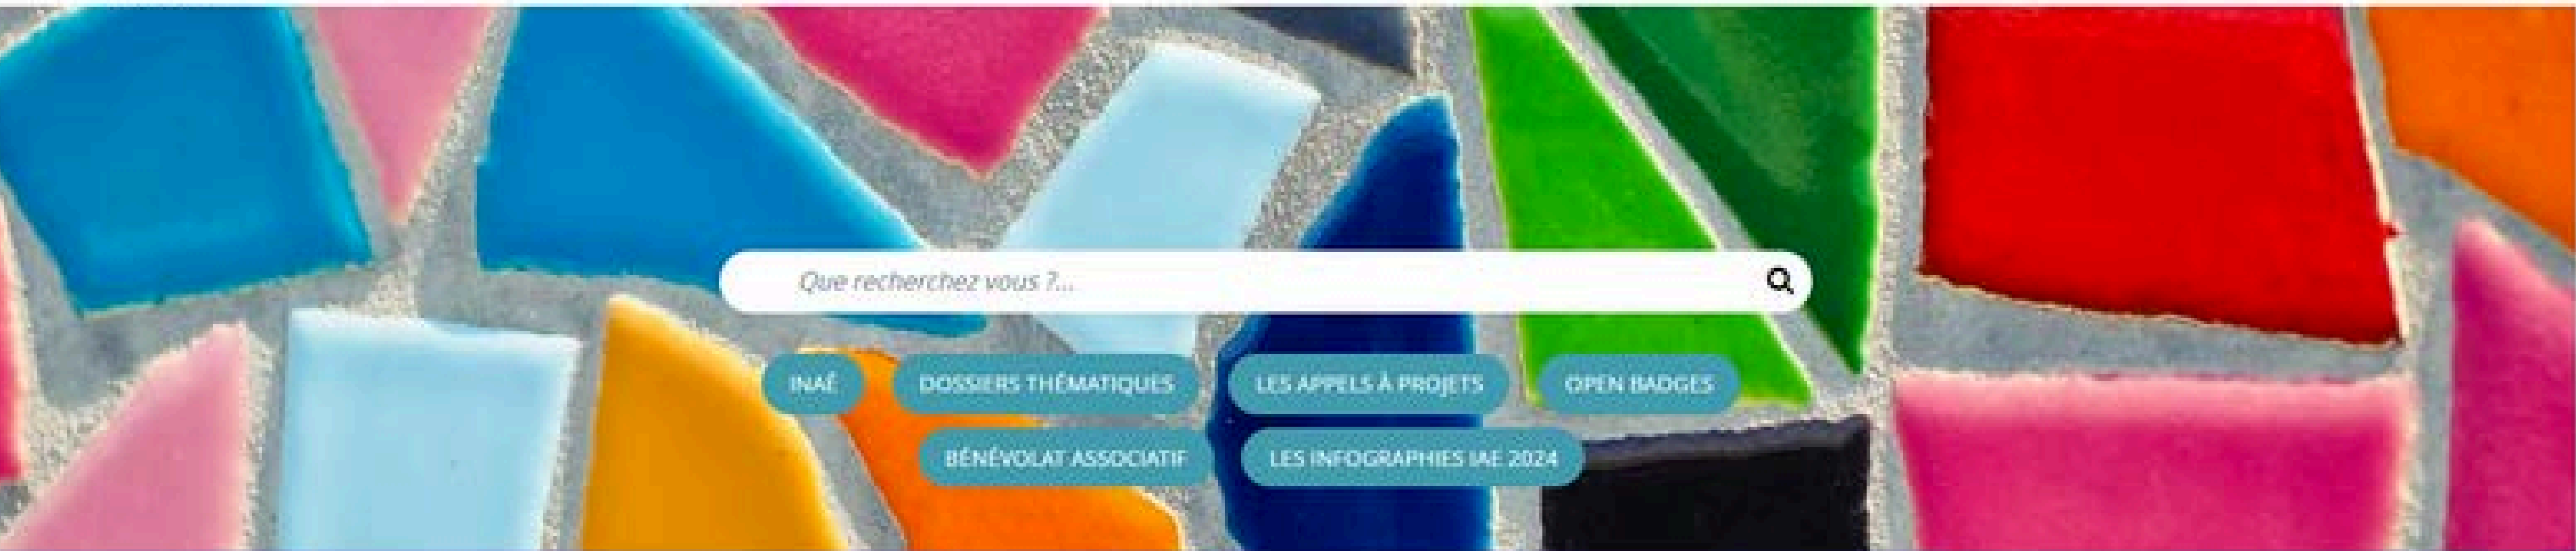 Que recherchez vous ?...
INAÉ DOSSIERS THÉMATIQUES LES APPELS À PROJETS OPEN BADGES
BÉNÉVOLAT ASSOCIATIF LES INFOGRAPHIES IAE 2024